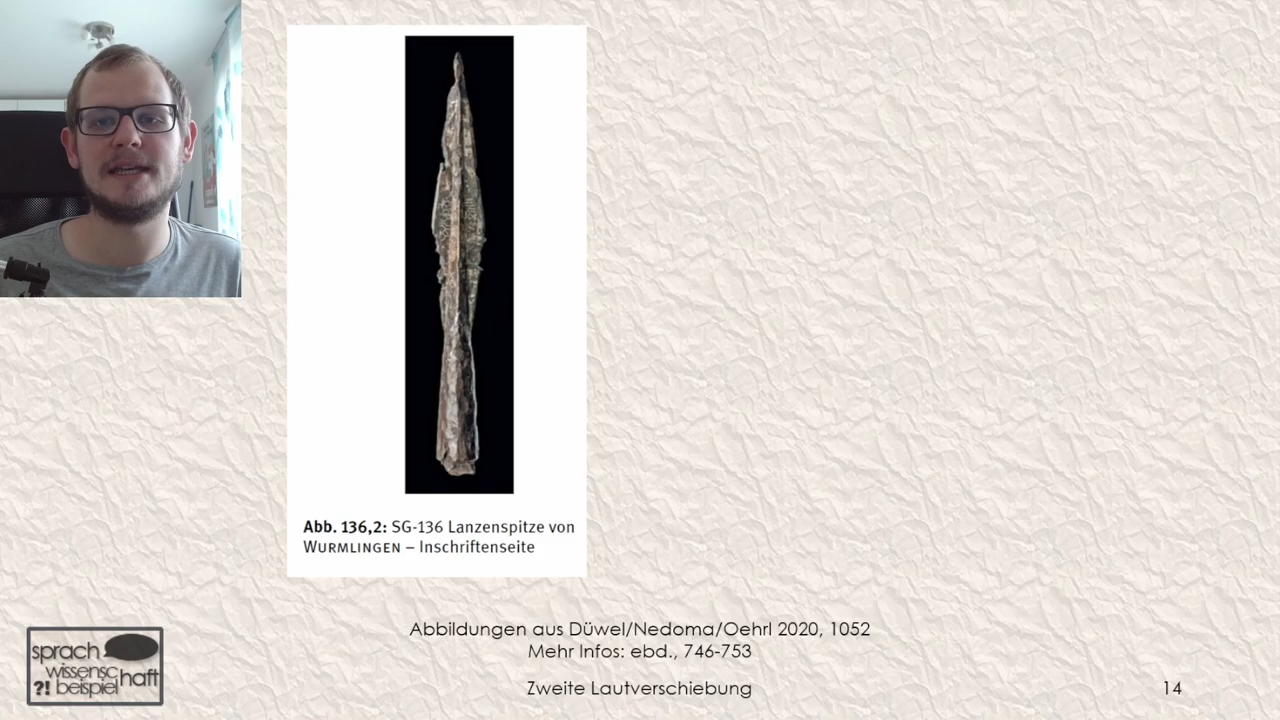 Abb. 136,2: SG-136 Lanzenspitze von
WURMLINGEN – Inschriftenseite
Abbildungen aus Düwel/Nedoma/Oehrl 2020, 1052
Mehr Infos: ebd., 746-753
sprach
wissensc
haft
?! beispiel
Zweite Lautverschiebung
14